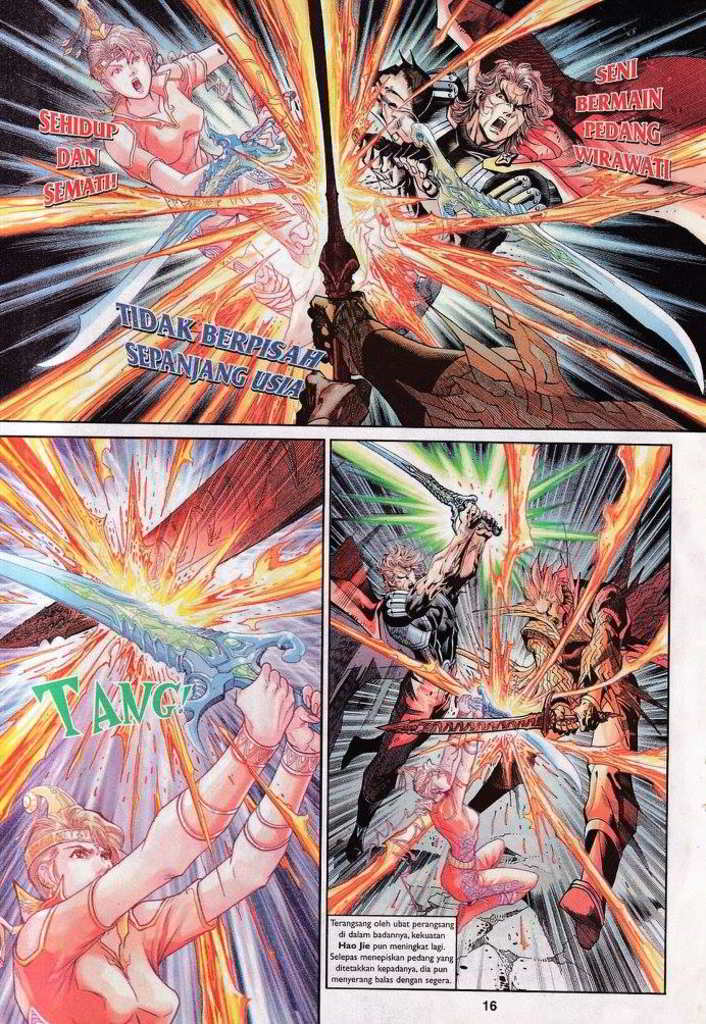 SEHIDUP
DAN
SEMATI!
SENI
BERMAIN
PEDANG
WIRAWATI
TIDAK BERPISAH
SEPANJANG USIA
TANG!
Terangsang oleh ubat perangsang
di dalam badannya, kekuatan
Hao Jie pun meningkat lagi.
Selepas menepiskan pedang yang
ditetakkan kepadanya, dia pun
menyerang balas dengan segera.
16